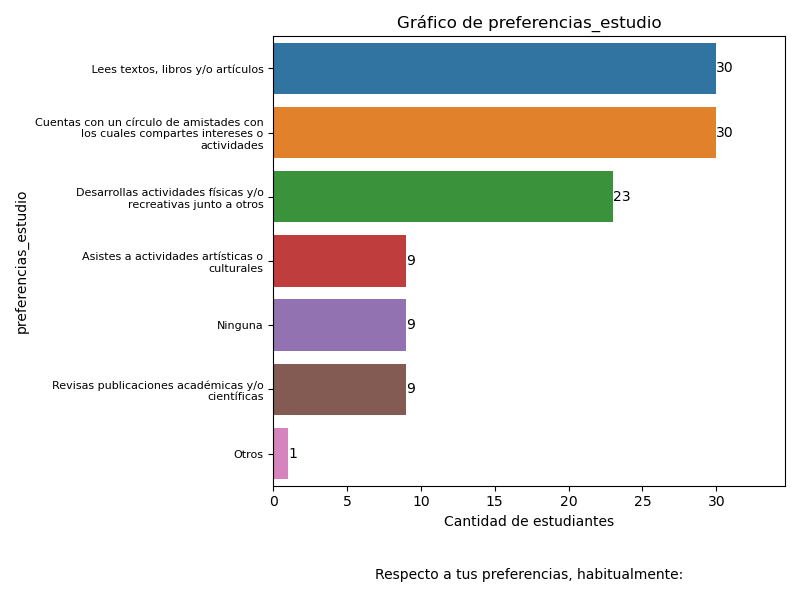 Gráfico de preferencias_estudio
Lees textos, libros y/o artículos
30
Cuentas con un círculo de amistades con
los cuales compartes intereses o
actividades
30
Desarrollas actividades físicas y/o
recreativas junto a otros
23
Asistes a actividades artísticas o
culturales
9
Ninguna
9
Revisas publicaciones académicas y/o
científicas
9
Otros
1
preferencias_estudio
0 5 10 15 20 25 30
Cantidad de estudiantes
Respecto a tus preferencias, habitualmente: